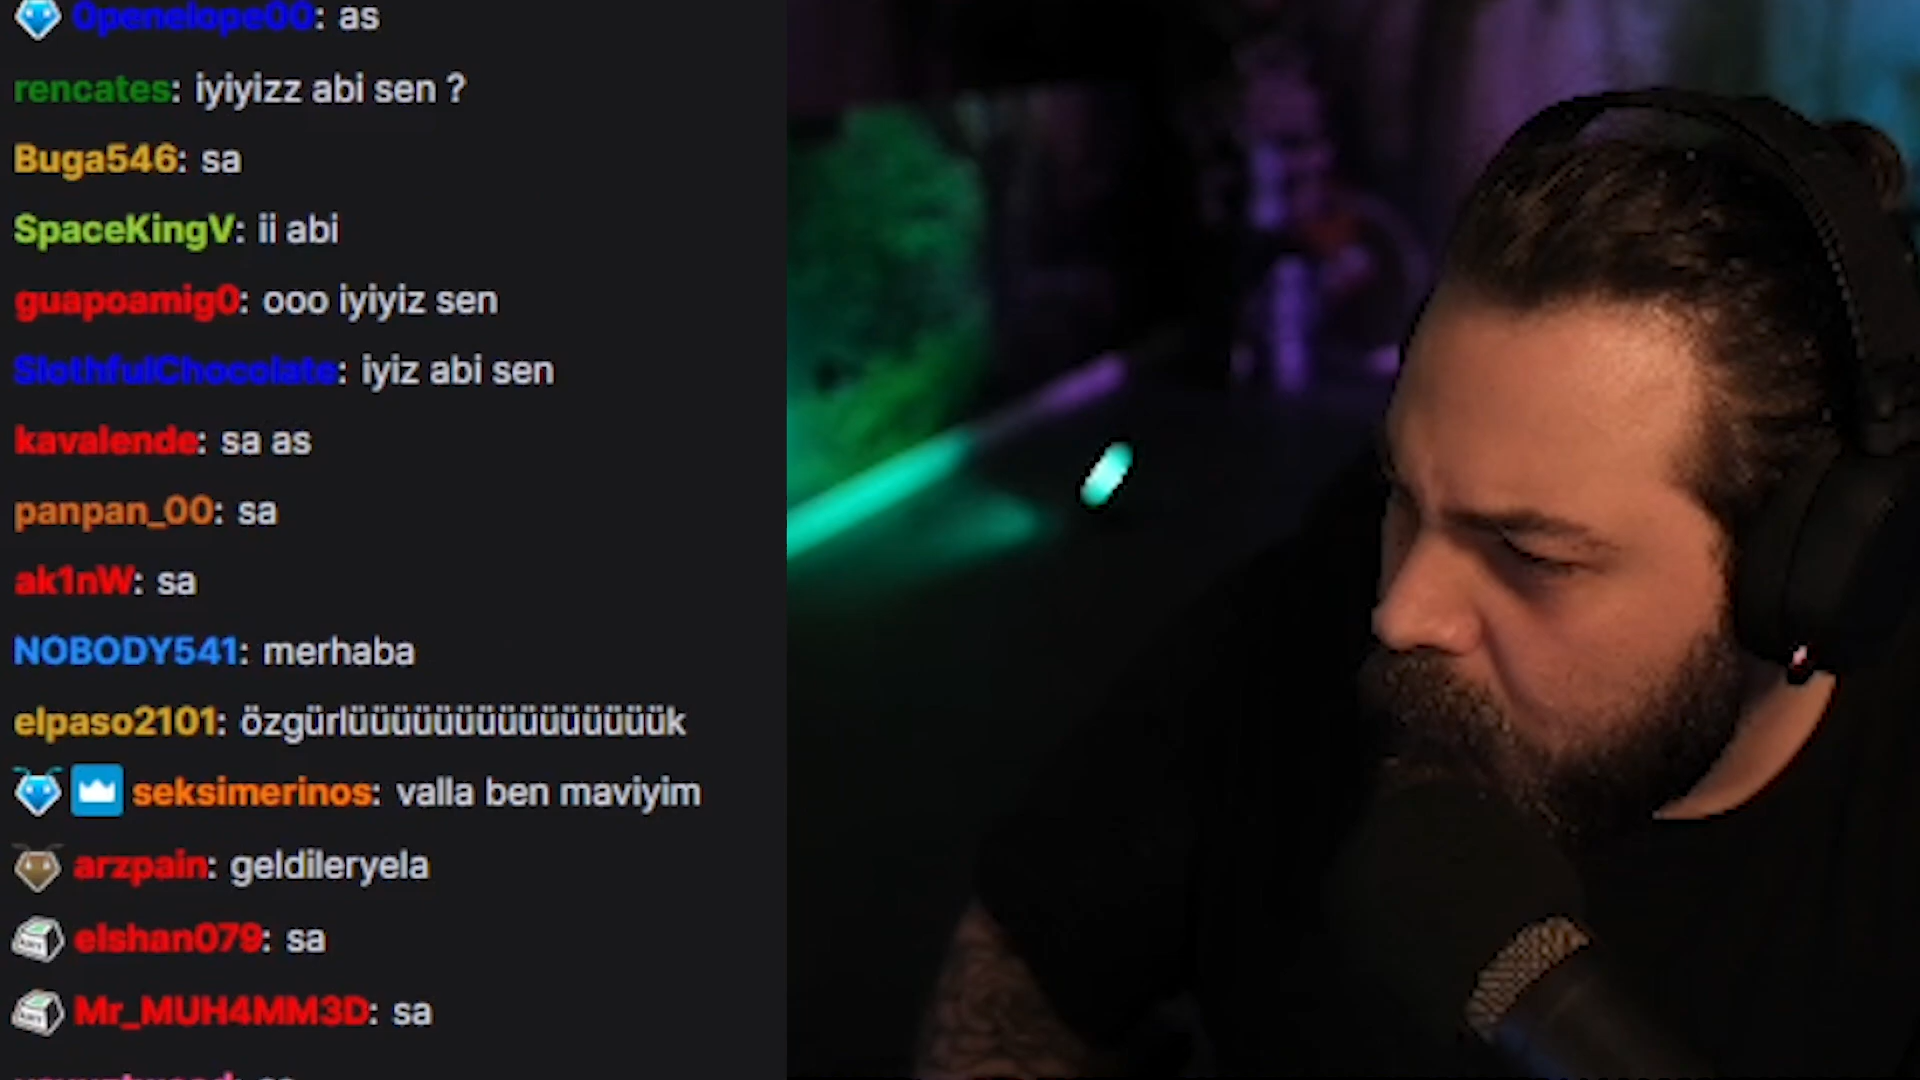 0penelope00: as
rencates: iyiyizz abi sen ?
Buga546: sa
SpaceKingV: ii abi
guapoamig0: ooo iyiyiz sen
SlothfulChocolate: iyiz abi sen
kavalende: sa as
panpan_00: sa
ak1nW: sa
NOBODY541: merhaba
elpaso2101: özgürlüüüüüüüüüüüüüüük
seksimerinos: valla ben maviyim
arzpain: geldileryela
elshan079: sa
Mr_MUH4MM3D: sa